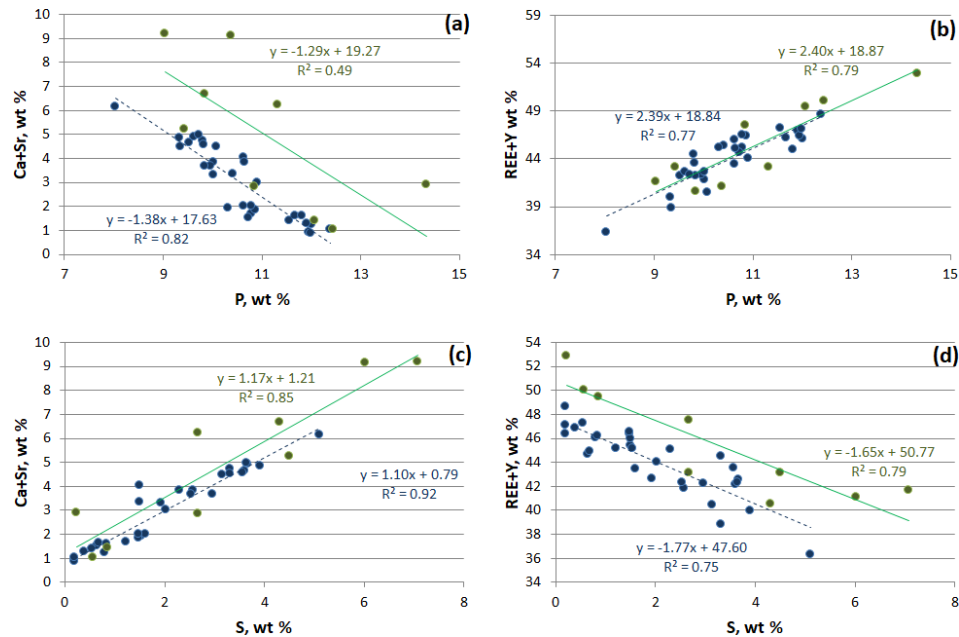 (a)
10
9
8
7
6
5
4
3
2
1
0
Ca+Sr, wt %
y = -1.29x + 19.27
R² = 0.49
y = -1.38x + 17.63
R² = 0.82
7 9 11 13 15
P, wt %
(b)
59
54
49
44
39
34
REE+Y wt %
y = 2.40x + 18.87
R² = 0.79
y = 2.39x + 18.84
R² = 0.77
7 9 11 13 15
P, wt %
(c)
10
9
8
7
6
5
4
3
2
1
0
Ca+Sr, wt %
y = 1.17x + 1.21
R² = 0.85
y = 1.10x + 0.79
R² = 0.92
0 2 4 6 8
S, wt %
(d)
54
52
50
48
46
44
42
40
38
36
34
REE+Y, wt %
y = -1.65x + 50.77
R² = 0.79
y = -1.77x + 47.60
R² = 0.75
0 2 4 6 8
S, wt %